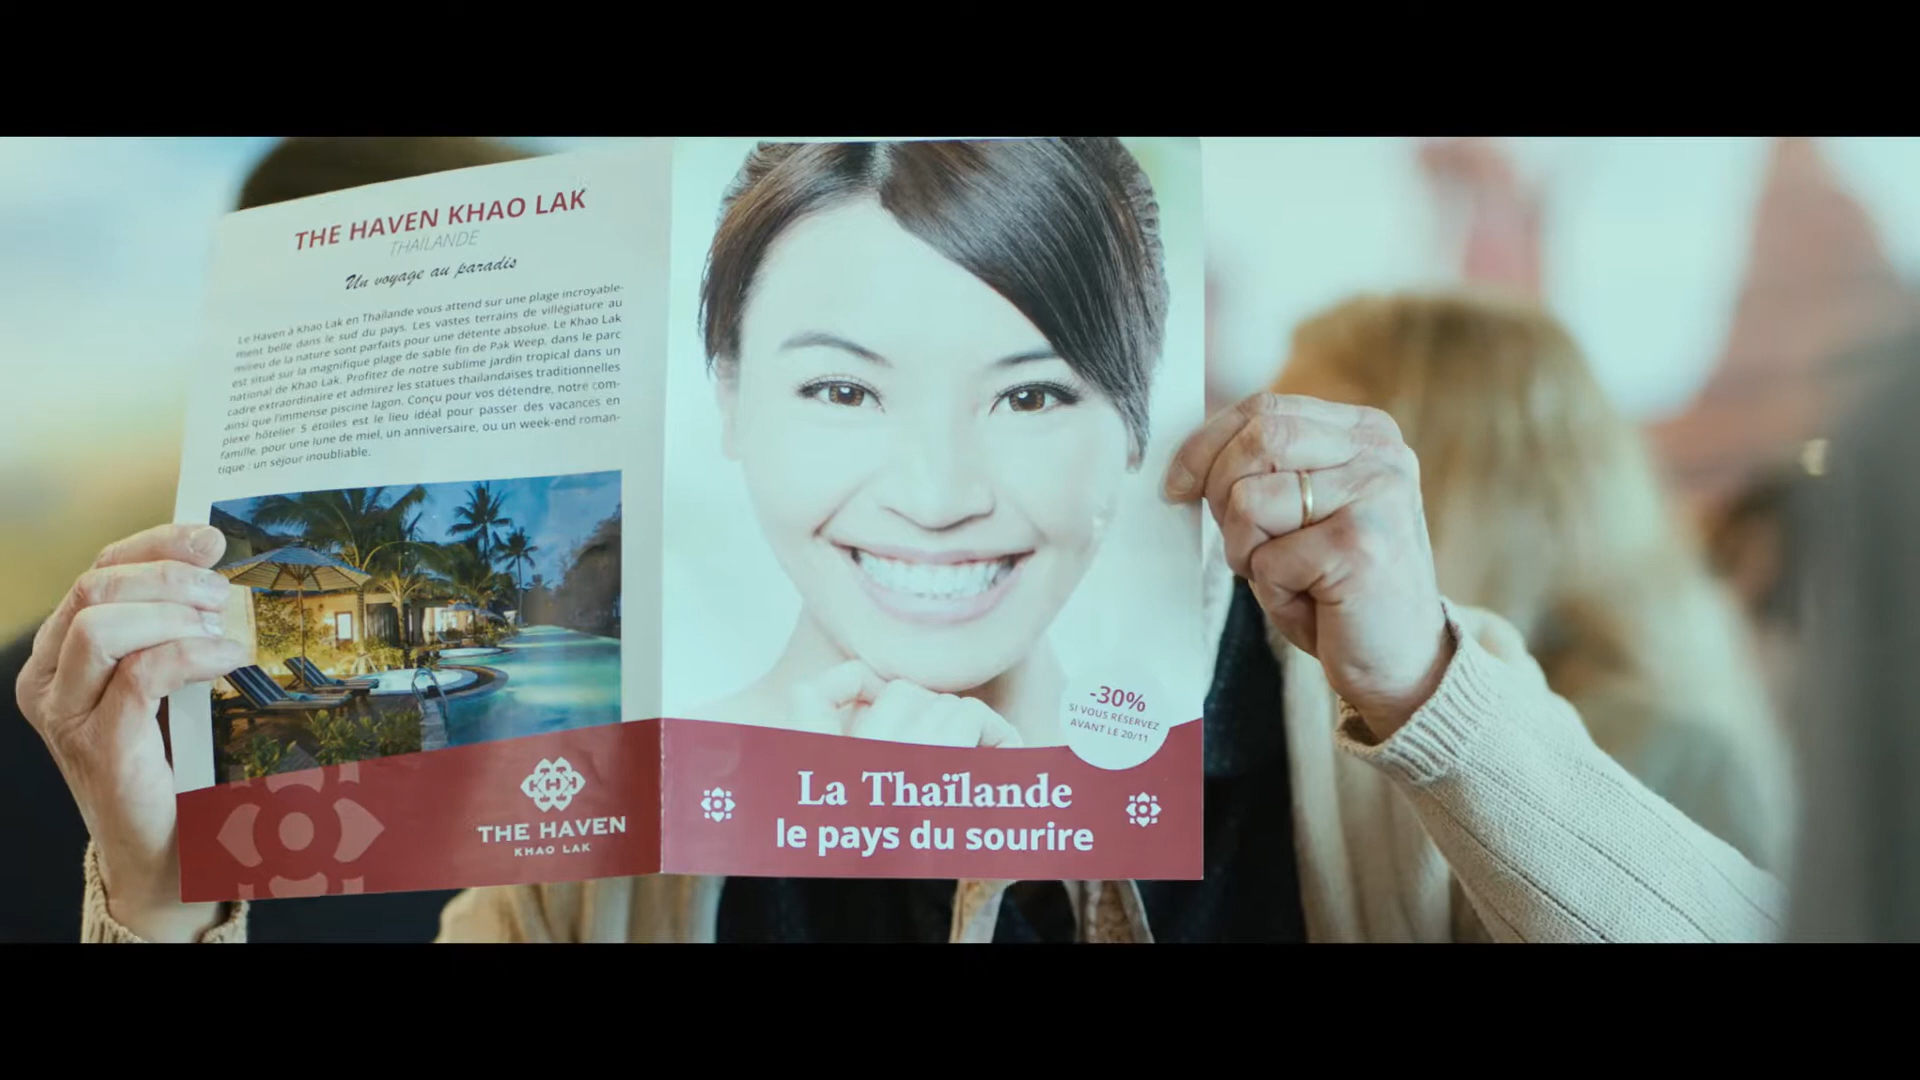 THE HAVEN KHAO LAK
THAÏLANDE
Un voyage au paradis
Le Haven à Khao Lak en Thaïlande vous attend sur une plage incroyable-
ment belle dans le sud du pays. Les vastes terrains de villégiature au
milieu de la nature sont parfaits pour une détente absolue. Le Khao Lak
est situé sur la magnifique plage de sable fin de Pak Weep, dans le parc
national de Khao Lak. Profitez de notre sublime jardin tropical dans un
cadre extraordinaire et admirez les statues thaïlandaises traditionnelles
ainsi que l'immense piscine lagon. Conçu pour vos détendre, notre com-
plexe hôtelier 5 étoiles est le lieu idéal pour passer des vacances en
famille, pour une lune de miel, un anniversaire, ou un week-end roman-
tique : un séjour inoubliable.
THE HAVEN
KHAO LAK
-30%
SI VOUS RÉSERVEZ
AVANT LE 20/11
La Thaïlande
le pays du sourire